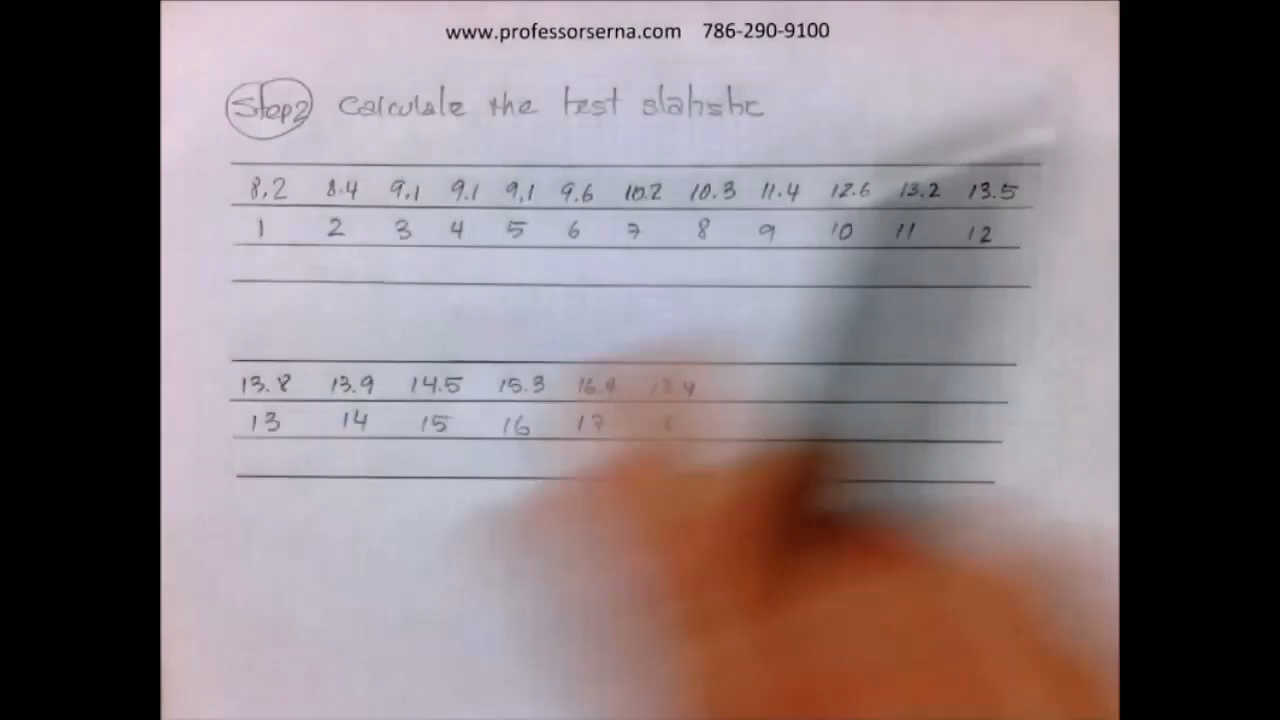 www.professorserna.com 786-290-9100
Step2 Calculate the test statistic
8.2 8.4 9.1 9.1 9.1 9.6 10.2 10.3 11.4 12.6 13.2 13.5
1 2 3 4 5 6 7 8 9 10 11 12
13.8 13.9 14.5 15.3
13 14 15 16 17